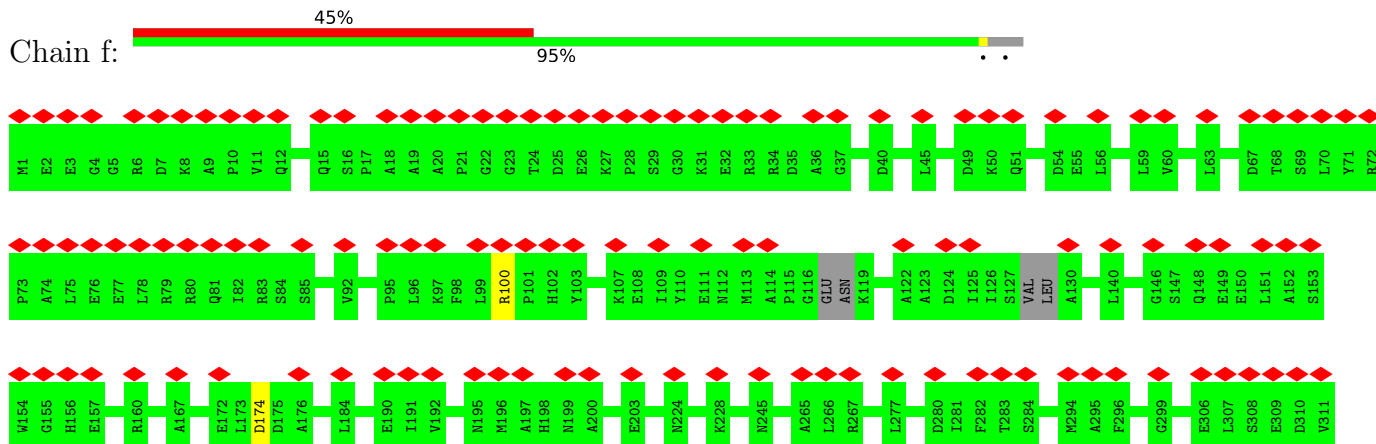 45%
Chain f:
95%
. .
M1 E2 E3 G4 G5 R6 D7 K8 A9 P10 V11 Q12 Q15 S16 P17 A18 A19 A20 P21 G22 G23 T24 D25 E26 K27 P28 S29 G30 K31 E32 R33 R34 D35 A36 G37 D40 L45 D49 K50 Q51 D54 E55 L56 L59 V60 L63 D67 T68 S69 L70 Y71 R72
P73 A74 L75 E76 E77 L78 R79 R80 Q81 I82 R83 S84 S85 V92 P95 L96 K97 F98 L99 R100 P101 H102 Y103 K107 E108 I109 Y110 E111 N112 M113 A114 P115 G116 GLU ASN K119 A122 A123 D124 I125 I126 S127 VAL LEU A130 L140 G146 S147 Q148 E149 E150 L151 A152 S153
W154 G155 H156 E157 R160 A167 E172 L173 D174 D175 A176 L184 E190 I191 V192 N195 M196 A197 H198 N199 A200 E203 N224 K228 N245 A265 L266 R267 L277 D280 I281 F282 T283 S284 M294 A295 F296 G299 E306 L307 S308 E309 D310 V311